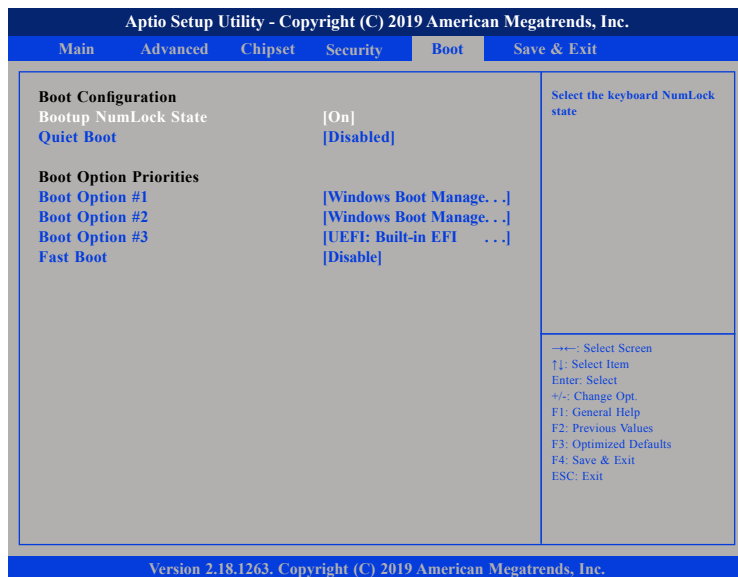 Aptio Setup Utility - Copyright (C) 2019 American Megatrends, Inc.
Main Advanced Chipset Security Boot Save & Exit
Boot Configuration
Bootup NumLock State [On]
Quiet Boot [Disabled]
Boot Option Priorities
Boot Option #1 [Windows Boot Manage. . .]
Boot Option #2 [Windows Boot Manage. . .]
Boot Option #3 [UEFI: Built-in EFI . . .]
Fast Boot [Disable]
Select the keyboard NumLock
state
→←: Select Screen
↑↓: Select Item
Enter: Select
+/-: Change Opt.
F1: General Help
F2: Previous Values
F3: Optimized Defaults
F4: Save & Exit
ESC: Exit
Version 2.18.1263. Copyright (C) 2019 American Megatrends, Inc.